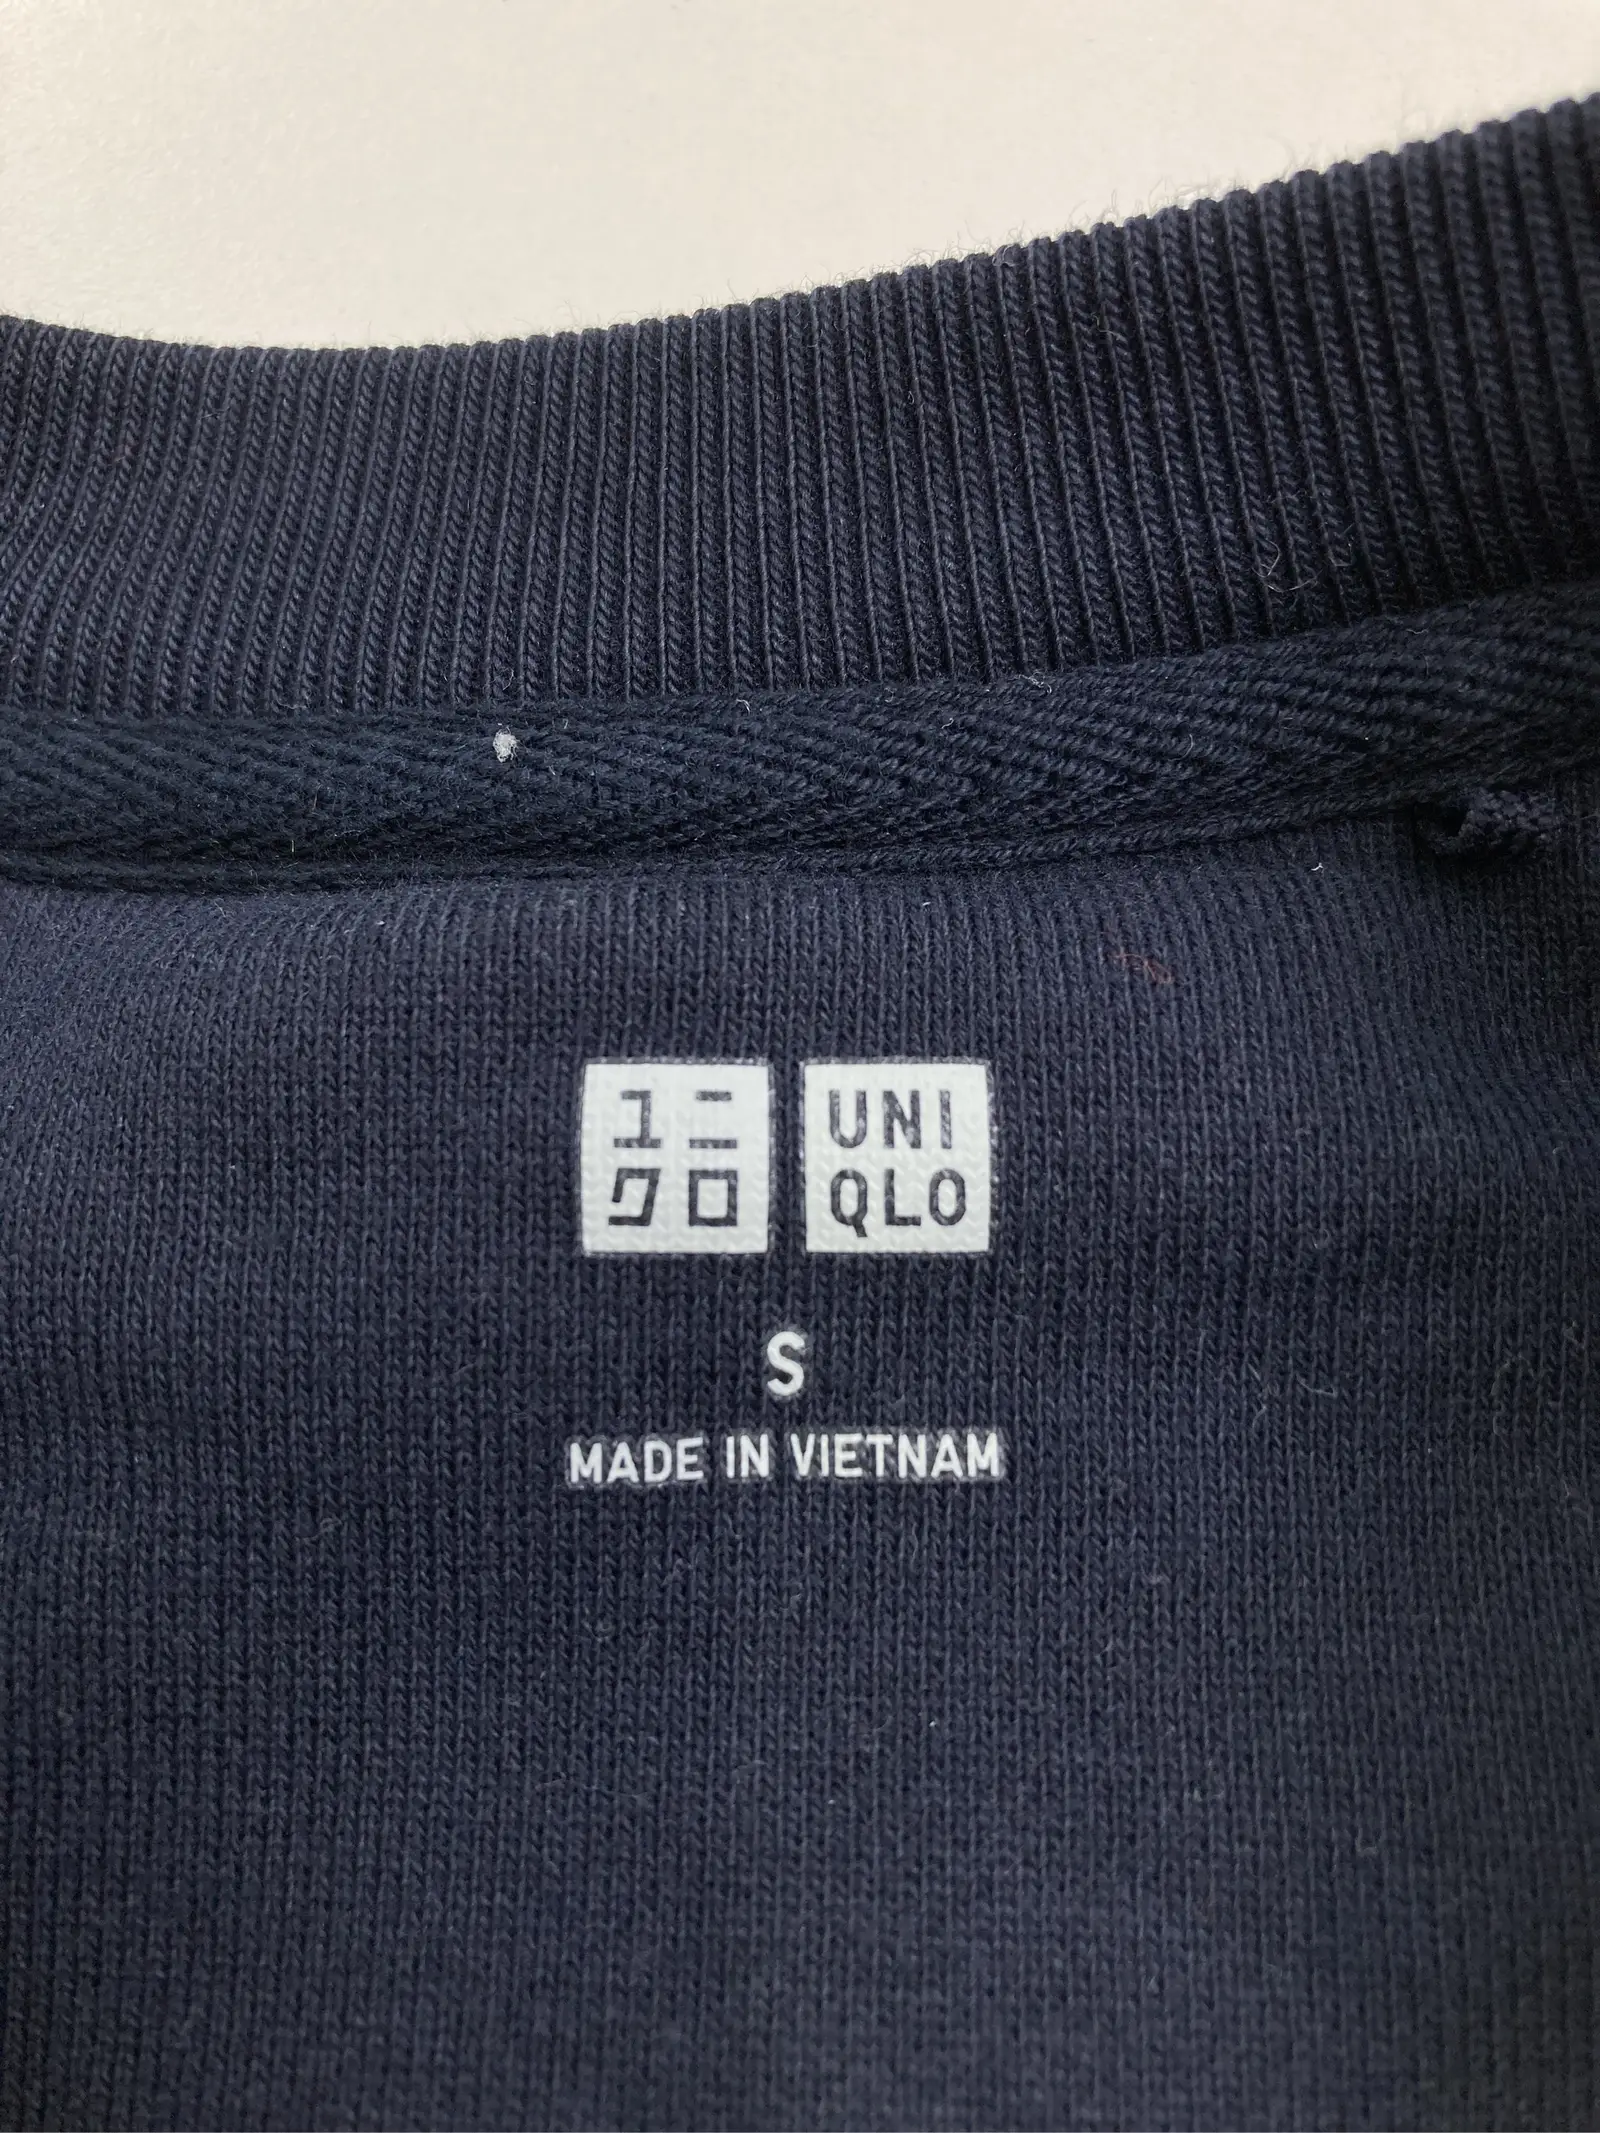 ユニ UNI
クロ QLO
S
MADE IN VIETNAM